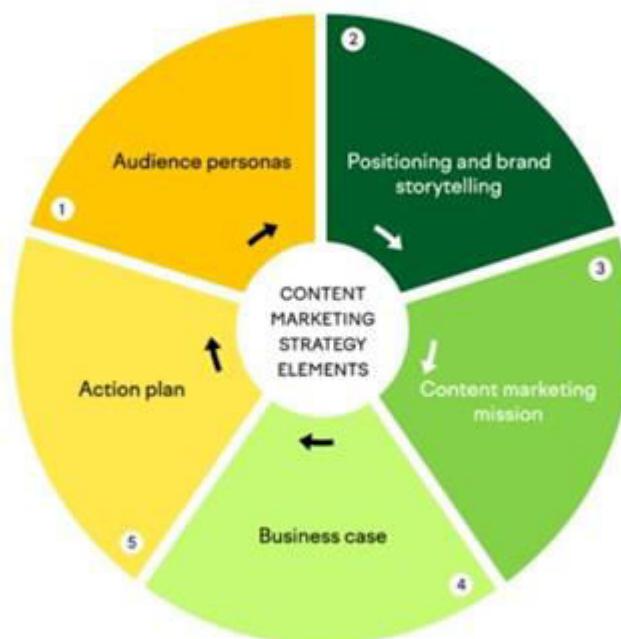 2
Audience personas
Positioning and brand
storytelling
1
3
CONTENT
MARKETING
STRATEGY
ELEMENTS
Action plan
Content marketing
mission
Business case
5
4